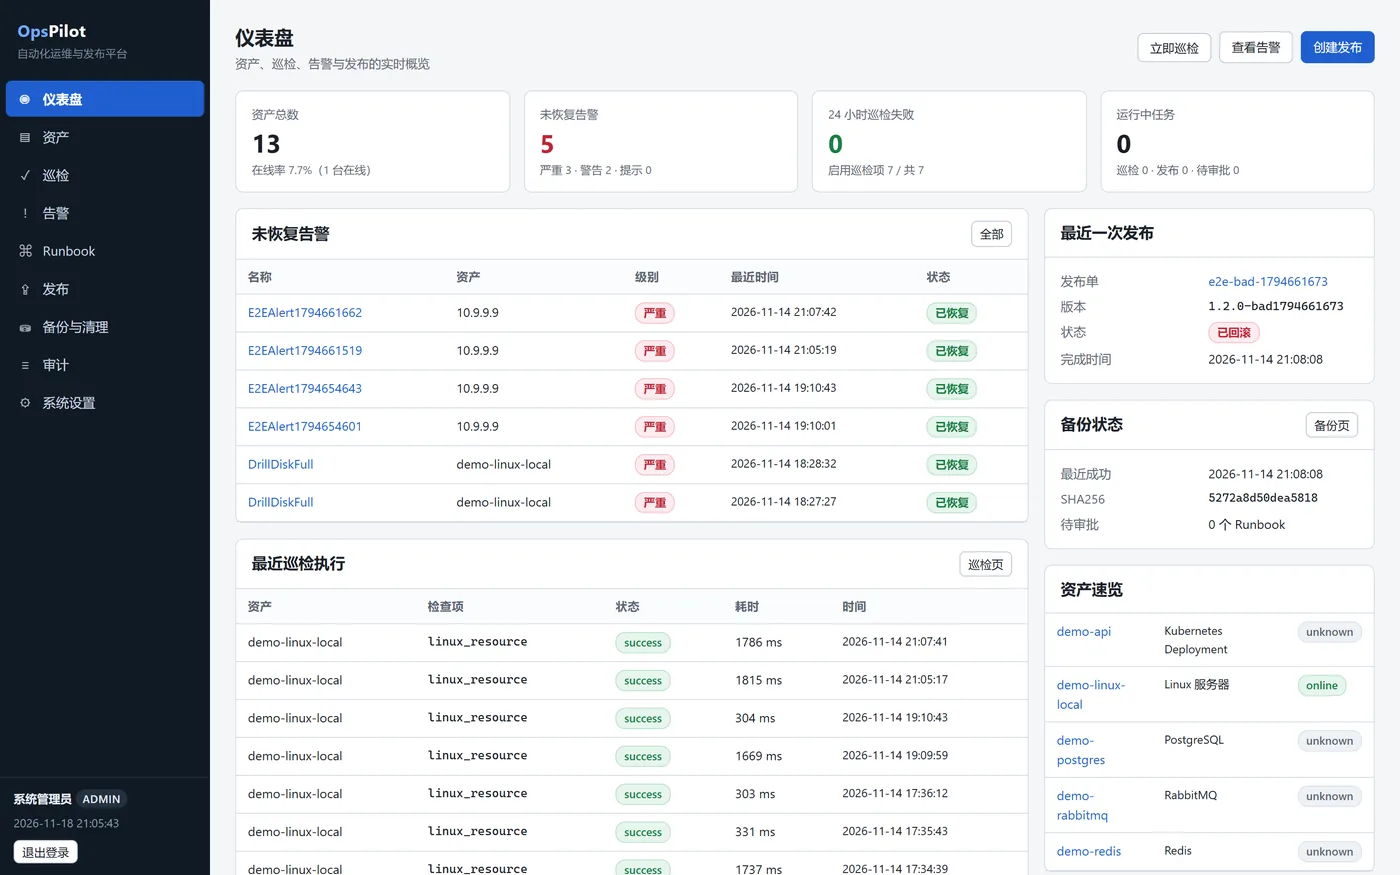 OpsPilot
自动化运维与发布平台
仪表盘
资产
巡检
告警
Runbook
发布
备份与清理
审计
系统设置
系统管理员 ADMIN
2026-11-18 21:05:43
退出登录
仪表盘
资产、巡检、告警与发布的实时概览
立即巡检 查看告警 创建发布
资产总数
13
在线率 7.7%（1 台在线）
未恢复告警
5
严重 3 · 警告 2 · 提示 0
24 小时巡检失败
0
启用巡检项 7 / 共 7
运行中任务
0
巡检 0 · 发布 0 · 待审批 0
未恢复告警 全部
名称 资产 级别 最近时间 状态
E2EAlert1794661662 10.9.9.9 严重 2026-11-14 21:07:42 已恢复
E2EAlert1794661519 10.9.9.9 严重 2026-11-14 21:05:19 已恢复
E2EAlert1794654643 10.9.9.9 严重 2026-11-14 19:10:43 已恢复
E2EAlert1794654601 10.9.9.9 严重 2026-11-14 19:10:01 已恢复
DrillDiskFull demo-linux-local 严重 2026-11-14 18:28:32 已恢复
DrillDiskFull demo-linux-local 严重 2026-11-14 18:27:27 已恢复
最近巡检执行 巡检页
资产 检查项 状态 耗时 时间
demo-linux-local linux_resource success 1786 ms 2026-11-14 21:07:41
demo-linux-local linux_resource success 1815 ms 2026-11-14 21:05:17
demo-linux-local linux_resource success 304 ms 2026-11-14 19:10:43
demo-linux-local linux_resource success 1669 ms 2026-11-14 19:09:59
demo-linux-local linux_resource success 303 ms 2026-11-14 17:36:12
demo-linux-local linux_resource success 331 ms 2026-11-14 17:35:43
demo-linux-local linux_resource success 1737 ms 2026-11-14 17:34:39
最近一次发布
发布单 e2e-bad-1794661673
版本 1.2.0-bad1794661673
状态 已回滚
完成时间 2026-11-14 21:08:08
备份状态 备份页
最近成功 2026-11-14 21:08:08
SHA256 5272a8d50dea5818
待审批 0 个 Runbook
资产速览
demo-api Kubernetes unknown
Deployment
demo-linux- Linux 服务器 online
local
demo- PostgreSQL unknown
postgres
demo- RabbitMQ unknown
rabbitmq
demo-redis Redis unknown